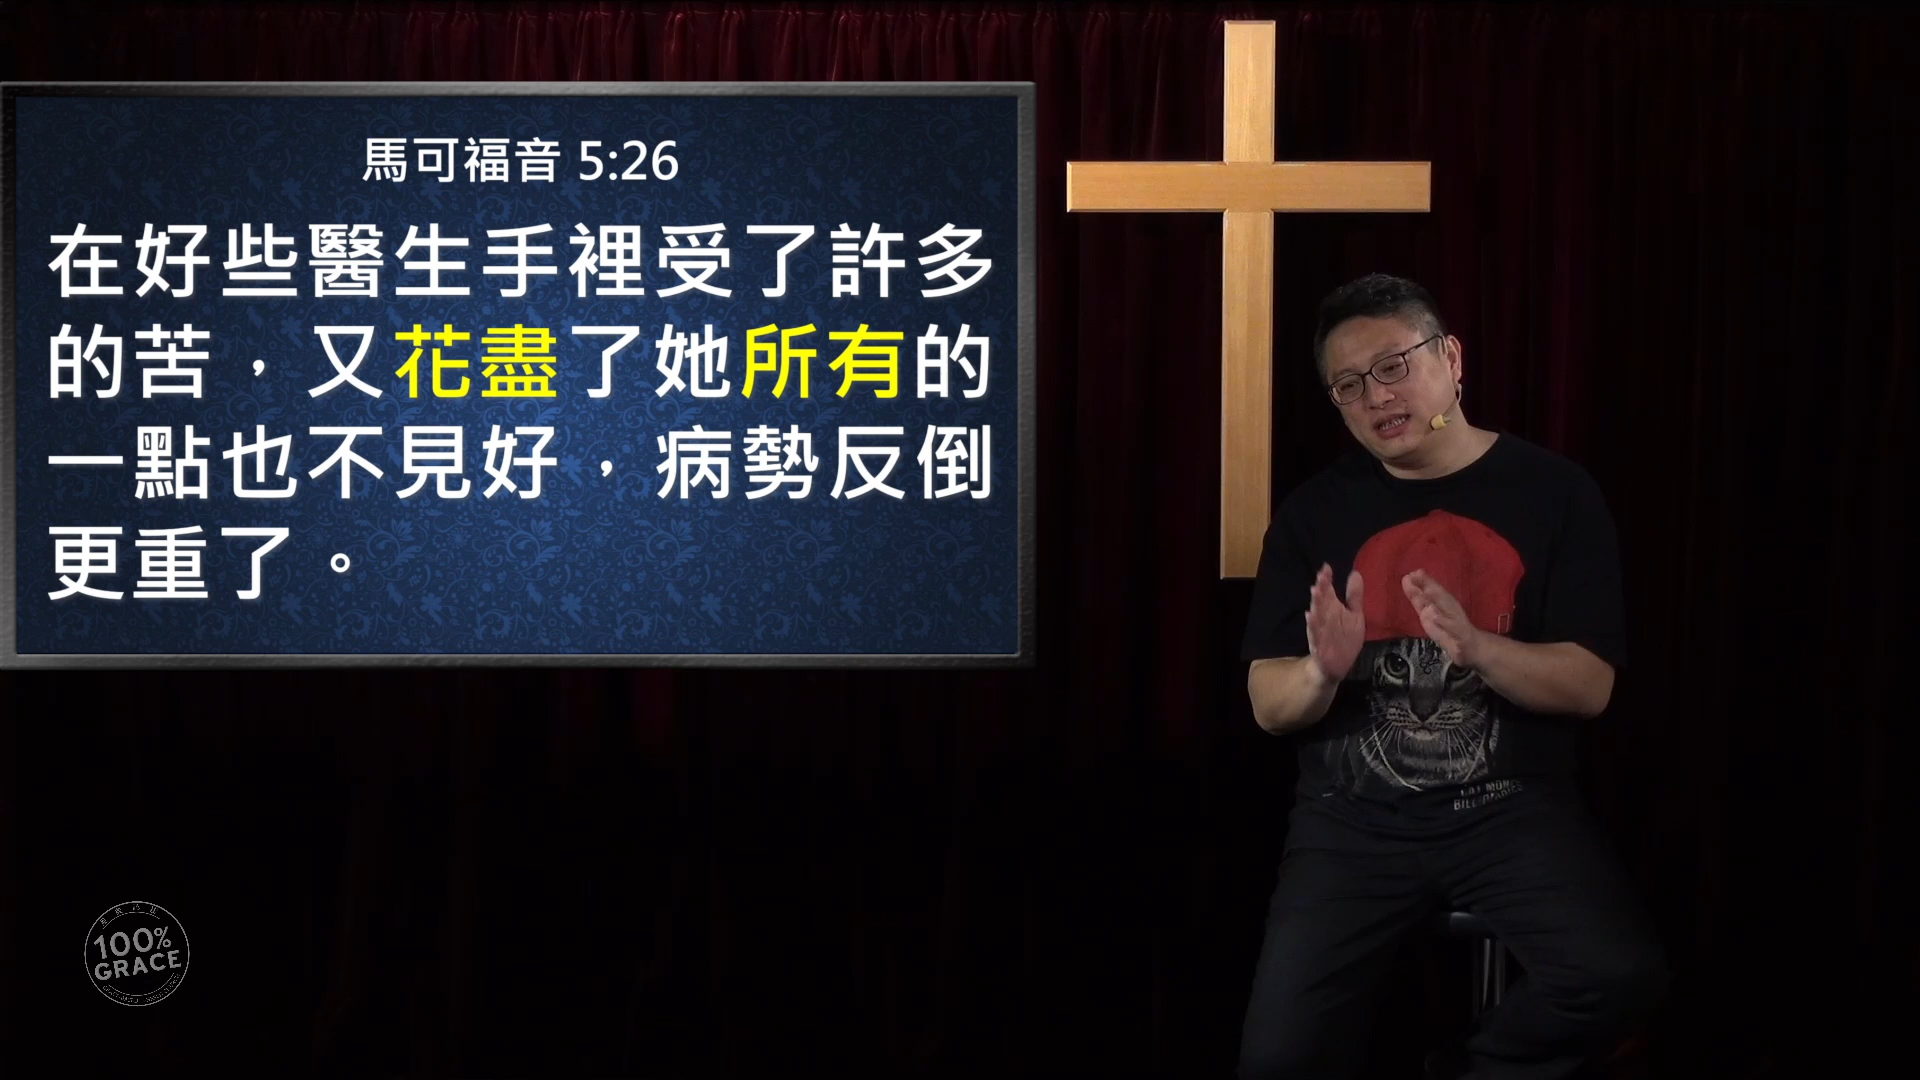 馬可福音 5:26
在好些醫生手裡受了許多
的苦，又花盡了她所有的
一點也不見好，病勢反倒
更重了。
100%
GRACE